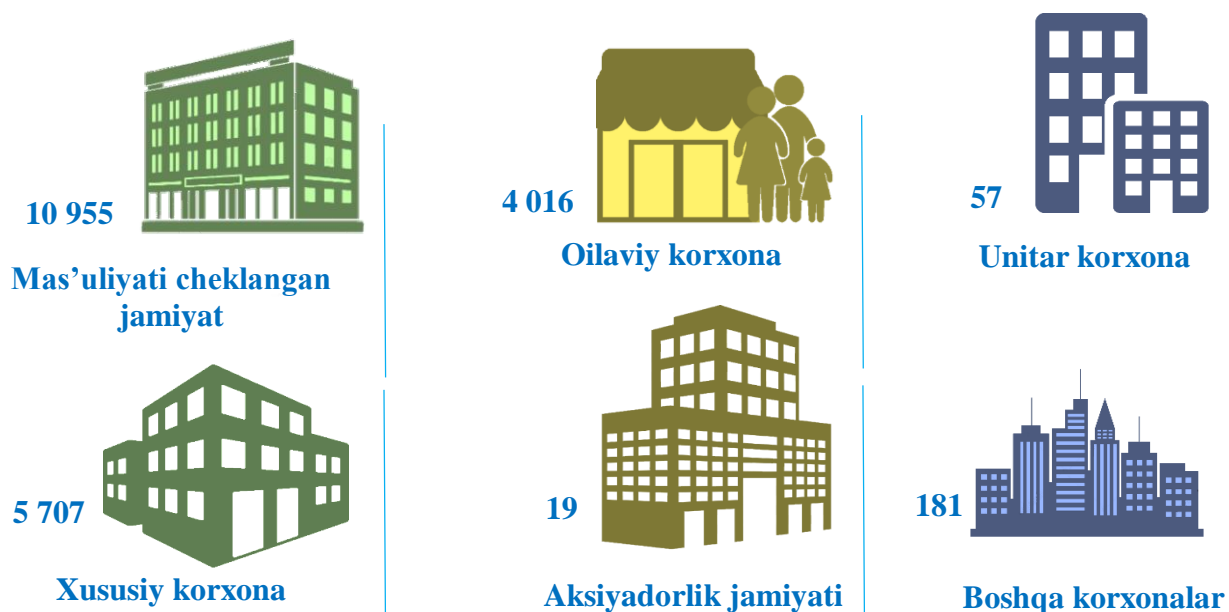 10 955
Mas’uliyati cheklangan
jamiyat
4 016
Oilaviy korxona
57
Unitar korxona
5 707
Xususiy korxona
19
Aksiyadorlik jamiyati
181
Boshqa korxonalar